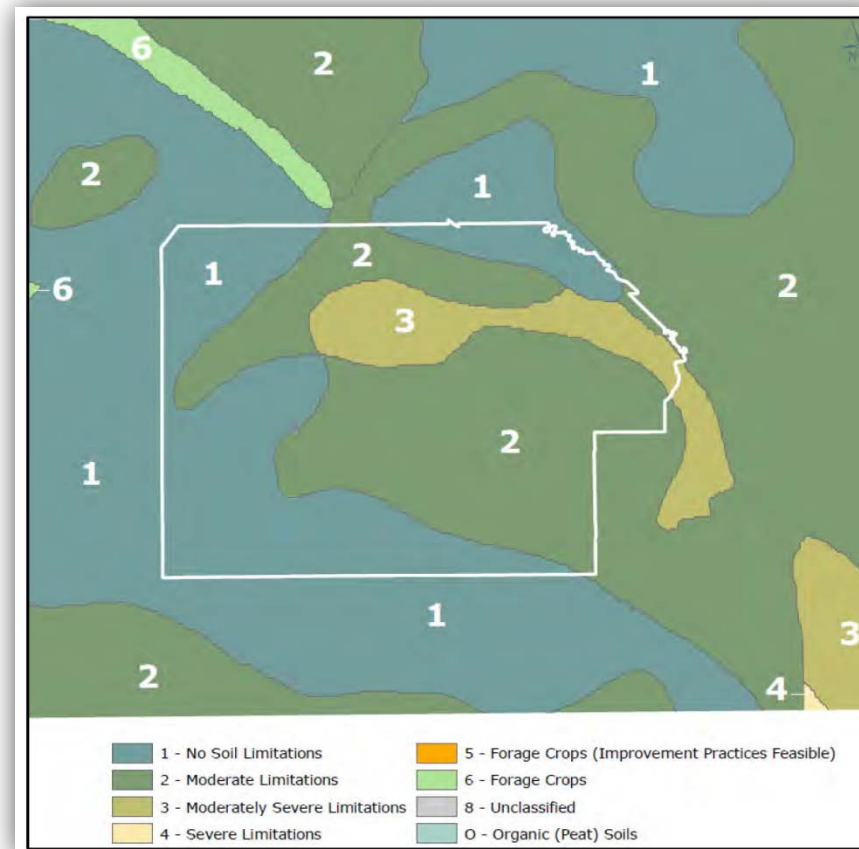 6
2
1
2
1
1
2
6
3
2
2
1
1
3
2
4
1 - No Soil Limitations
2 - Moderate Limitations
3 - Moderately Severe Limitations
4 - Severe Limitations
5 - Forage Crops (Improvement Practices Feasible)
6 - Forage Crops
8 - Unclassified
O - Organic (Peat) Soils